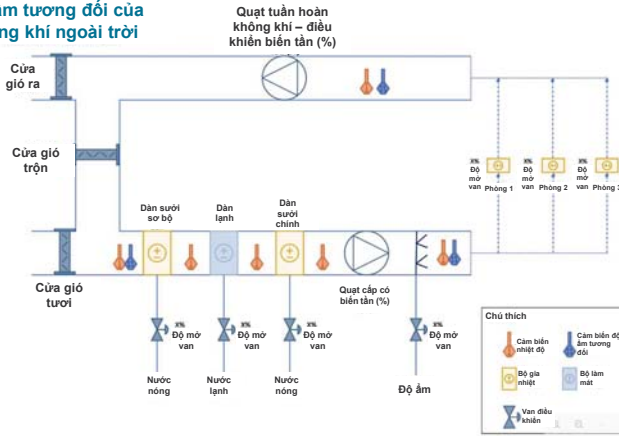 ẩm tương đối của
ng khí ngoài trời
Quạt tuần hoàn
không khí – điều
khiển biến tần (%)
Cửa
gió ra
Cửa gió
trộn
X%
Độ
mở
van
Phòng 1
X%
Độ
mở
van
Phòng 2
X%
Độ
mở
van
Phòng 3
Dàn sưởi
sơ bộ
Dàn
lạnh
Dàn
sưởi
chính
Cửa gió
tươi
Quạt cấp có
biến tần (%)
X%
Độ mở
van
X%
Độ mở
van
X%
Độ mở
van
X%
Độ mở
van
Nước
nóng
Nước
lạnh
Nước
nóng
Độ ẩm
Chú thích
Cảm biến
nhiệt độ
Cảm biến độ
ẩm tương
đối
Bộ gia
nhiệt
Bộ làm
mát
Van điều
khiển